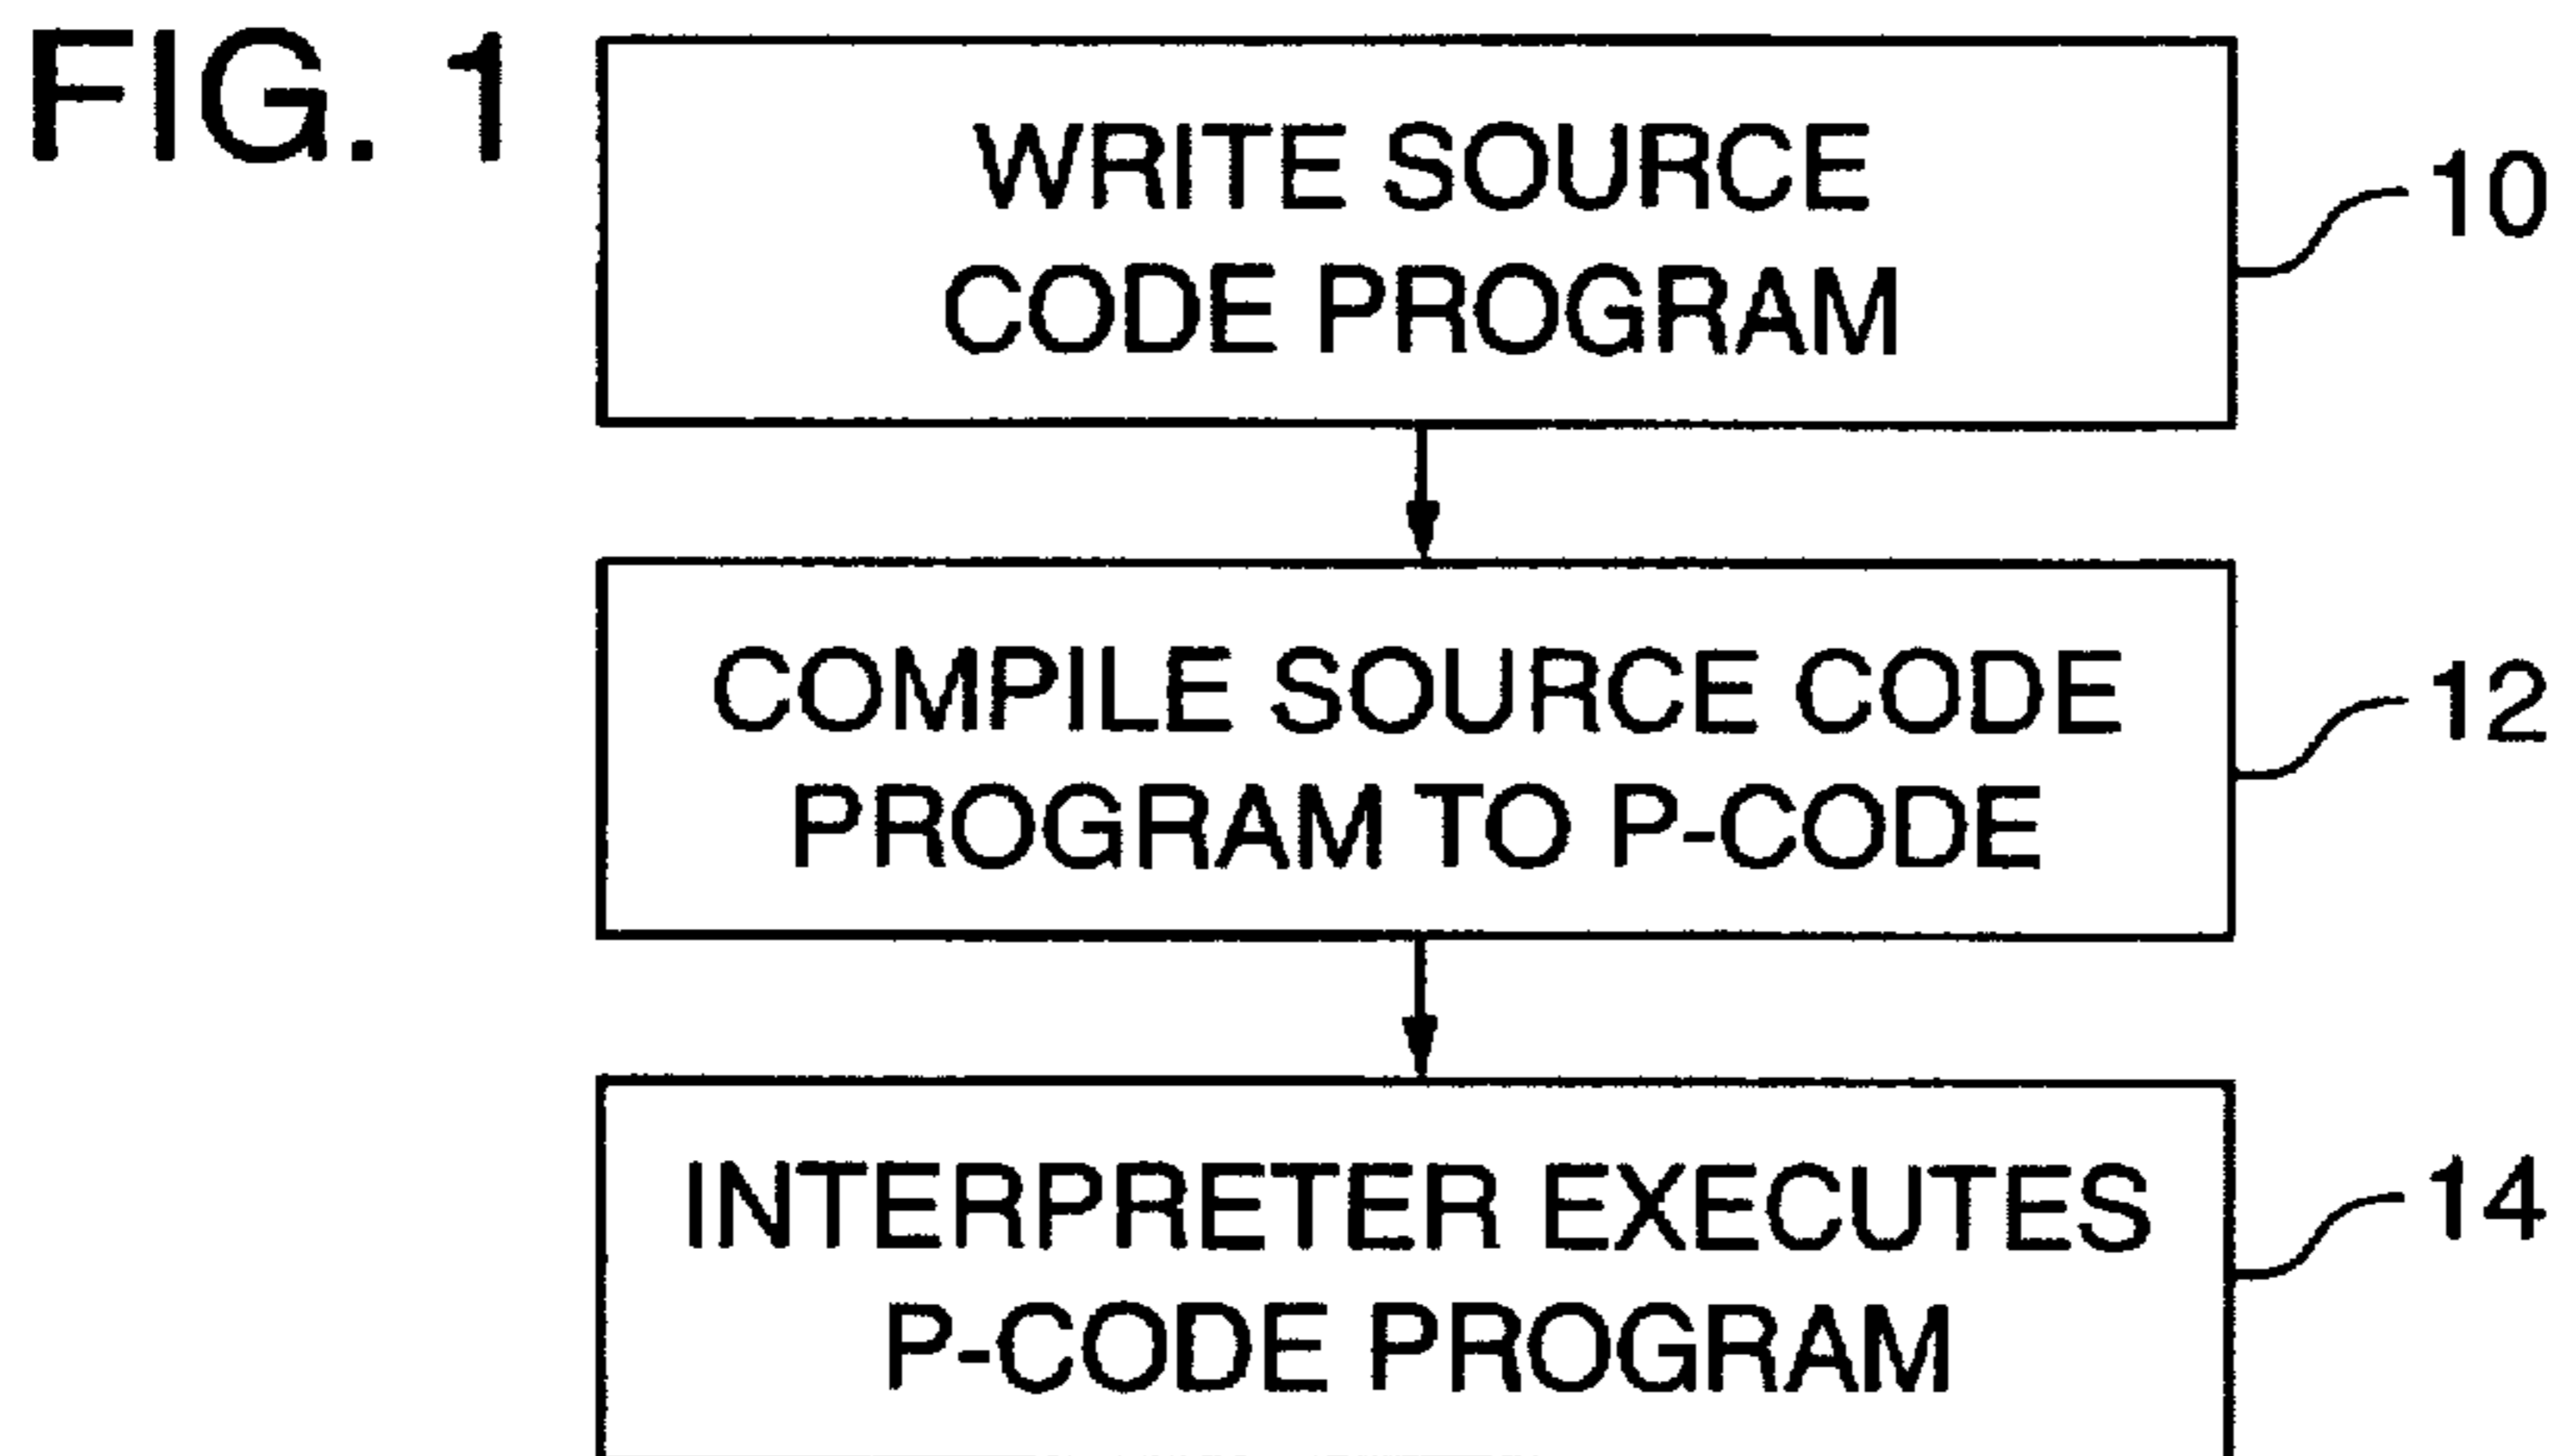 FIG. 1
WRITE SOURCE
CODE PROGRAM
10
COMPILE SOURCE CODE
PROGRAM TO P-CODE
12
INTERPRETER EXECUTES
P-CODE PROGRAM
14